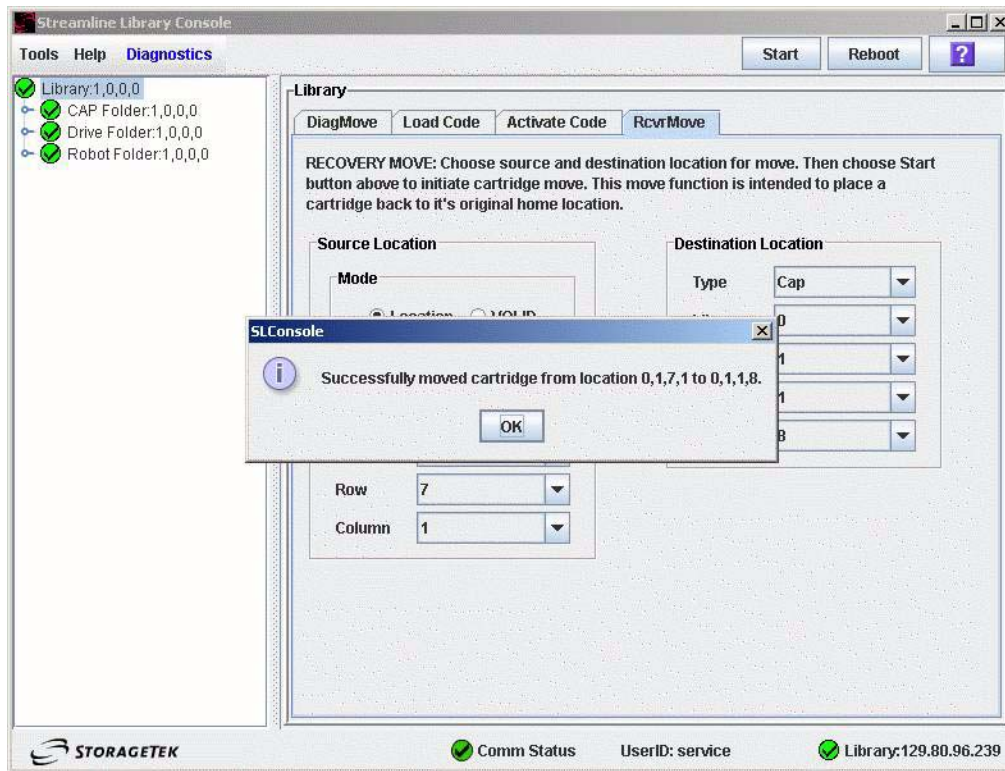 Streamline Library Console
Tools Help Diagnostics
Start Reboot ?
Library:1,0,0,0
CAP Folder:1,0,0,0
Drive Folder:1,0,0,0
Robot Folder:1,0,0,0
Library
DiagMove Load Code Activate Code RcvrMove
RECOVERY MOVE: Choose source and destination location for move. Then choose Start
button above to initiate cartridge move. This move function is intended to place a
cartridge back to it's original home location.
Source Location
Mode
Location VOLID
Destination Location
Type Cap
0
1
1
8
SLConsole
Successfully moved cartridge from location 0,1,7,1 to 0,1,1,8.
OK
Row 7
Column 1
STORAGETEK
Comm Status
UserID: service
Library:129.80.96.239